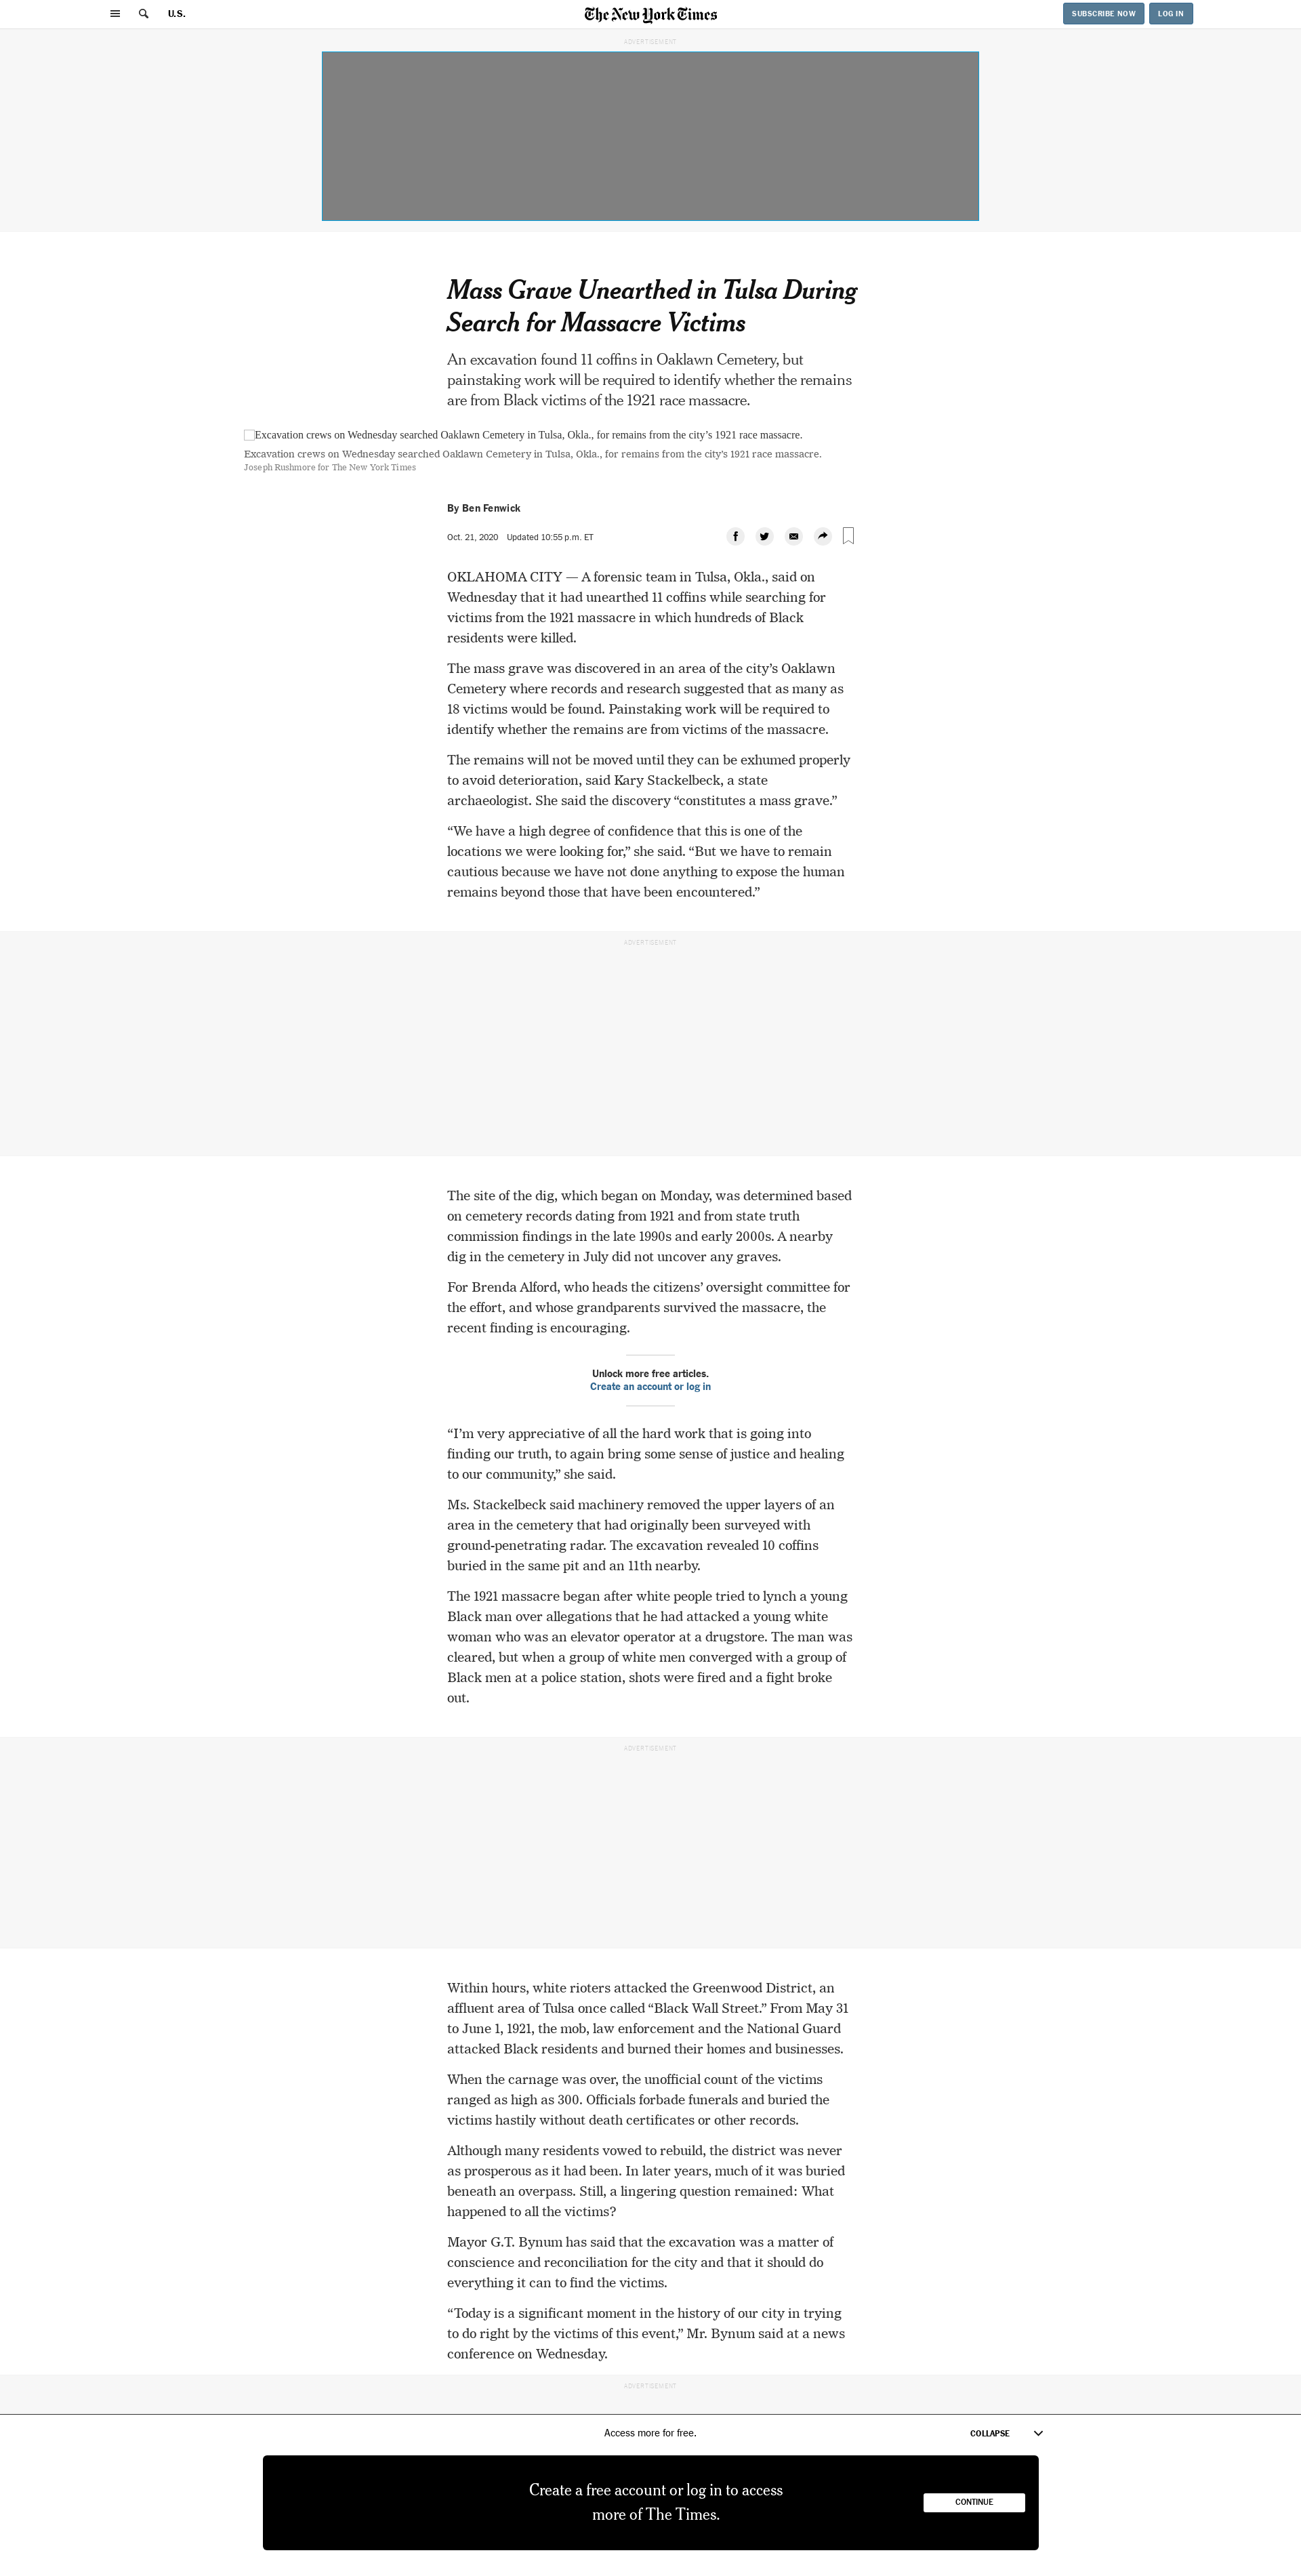 U.S.
The New York Times
SUBSCRIBE NOW
LOG IN
ADVERTISEMENT
Mass Grave Unearthed in Tulsa During
Search for Massacre Victims
An excavation found 11 coffins in Oaklawn Cemetery, but
painstaking work will be required to identify whether the remains
are from Black victims of the 1921 race massacre.
Excavation crews on Wednesday searched Oaklawn Cemetery in Tulsa, Okla., for remains from the city’s 1921 race massacre.
Excavation crews on Wednesday searched Oaklawn Cemetery in Tulsa, Okla., for remains from the city’s 1921 race massacre.
Joseph Rushmore for The New York Times
By Ben Fenwick
Oct. 21, 2020 Updated 10:55 p.m. ET
OKLAHOMA CITY — A forensic team in Tulsa, Okla., said on
Wednesday that it had unearthed 11 coffins while searching for
victims from the 1921 massacre in which hundreds of Black
residents were killed.
The mass grave was discovered in an area of the city’s Oaklawn
Cemetery where records and research suggested that as many as
18 victims would be found. Painstaking work will be required to
identify whether the remains are from victims of the massacre.
The remains will not be moved until they can be exhumed properly
to avoid deterioration, said Kary Stackelbeck, a state
archaeologist. She said the discovery “constitutes a mass grave.”
“We have a high degree of confidence that this is one of the
locations we were looking for,” she said. “But we have to remain
cautious because we have not done anything to expose the human
remains beyond those that have been encountered.”
ADVERTISEMENT
The site of the dig, which began on Monday, was determined based
on cemetery records dating from 1921 and from state truth
commission findings in the late 1990s and early 2000s. A nearby
dig in the cemetery in July did not uncover any graves.
For Brenda Alford, who heads the citizens’ oversight committee for
the effort, and whose grandparents survived the massacre, the
recent finding is encouraging.
Unlock more free articles.
Create an account or log in
“I’m very appreciative of all the hard work that is going into
finding our truth, to again bring some sense of justice and healing
to our community,” she said.
Ms. Stackelbeck said machinery removed the upper layers of an
area in the cemetery that had originally been surveyed with
ground-penetrating radar. The excavation revealed 10 coffins
buried in the same pit and an 11th nearby.
The 1921 massacre began after white people tried to lynch a young
Black man over allegations that he had attacked a young white
woman who was an elevator operator at a drugstore. The man was
cleared, but when a group of white men converged with a group of
Black men at a police station, shots were fired and a fight broke
out.
ADVERTISEMENT
Within hours, white rioters attacked the Greenwood District, an
affluent area of Tulsa once called “Black Wall Street.” From May 31
to June 1, 1921, the mob, law enforcement and the National Guard
attacked Black residents and burned their homes and businesses.
When the carnage was over, the unofficial count of the victims
ranged as high as 300. Officials forbade funerals and buried the
victims hastily without death certificates or other records.
Although many residents vowed to rebuild, the district was never
as prosperous as it had been. In later years, much of it was buried
beneath an overpass. Still, a lingering question remained: What
happened to all the victims?
Mayor G.T. Bynum has said that the excavation was a matter of
conscience and reconciliation for the city and that it should do
everything it can to find the victims.
“Today is a significant moment in the history of our city in trying
to do right by the victims of this event,” Mr. Bynum said at a news
conference on Wednesday.
ADVERTISEMENT
Access more for free.
COLLAPSE
Create a free account or log in to access
more of The Times.
CONTINUE